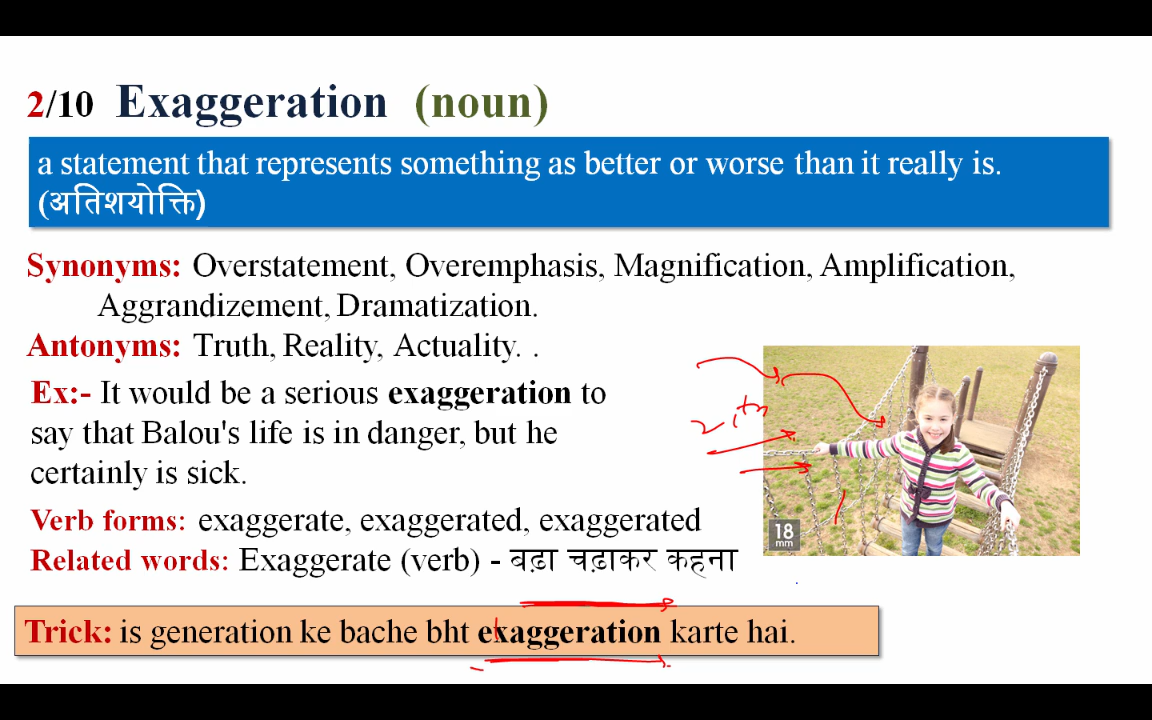 2/10 Exaggeration (noun)
a statement that represents something as better or worse than it really is.
(अतिशयोक्ति)
Synonyms: Overstatement, Overemphasis, Magnification, Amplification,
Aggrandizement, Dramatization.
Antonyms: Truth, Reality, Actuality. .
Ex:- It would be a serious exaggeration to
say that Balou's life is in danger, but he
certainly is sick.
Verb forms: exaggerate, exaggerated, exaggerated
Related words: Exaggerate (verb) - बढ़ा चढ़ाकर कहना
18
mm
Trick: is generation ke bache bht exaggeration karte hai.